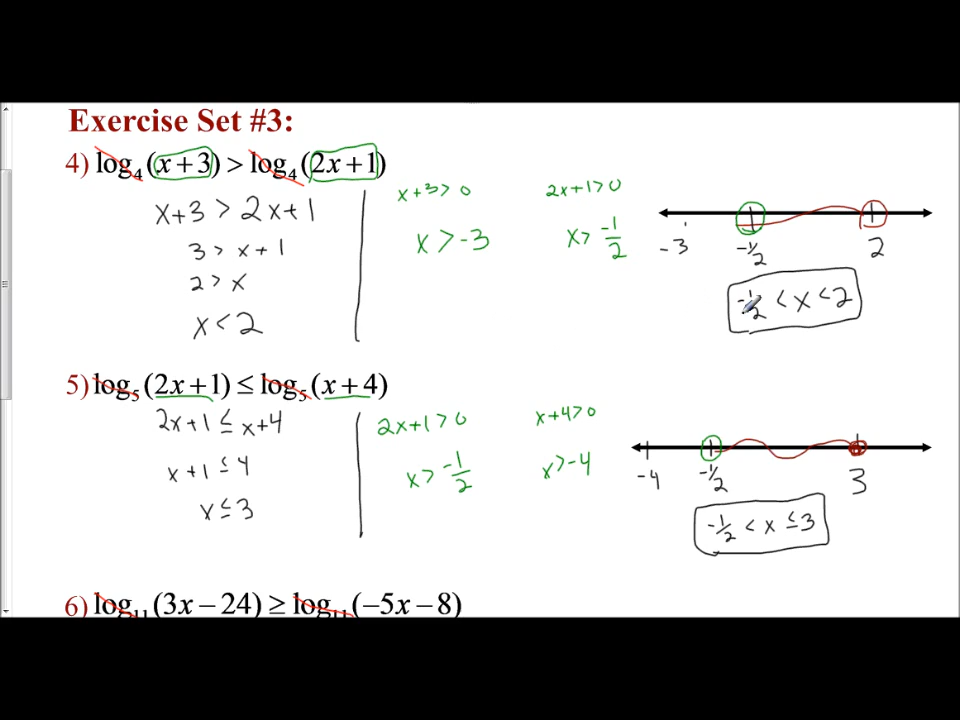 Exercise Set #3:
4) log₄(x + 3) > log₄(2x + 1)
x+3 > 2x+1
3 > x+1
2 > x
x < 2
x+3 > 0
x > -3
2x+1 > 0
x > -1/2
-3 -1/2 2
-1/2 < x < 2
5) log₅(2x + 1) ≤ log₅(x + 4)
2x+1 ≤ x+4
x+1 ≤ 4
x ≤ 3
2x+1 > 0
x > -1/2
x+4 > 0
x > -4
-4 -1/2 3
-1/2 < x ≤ 3
6) log₁₁(3x − 24) ≥ log₁₁(−5x − 8)